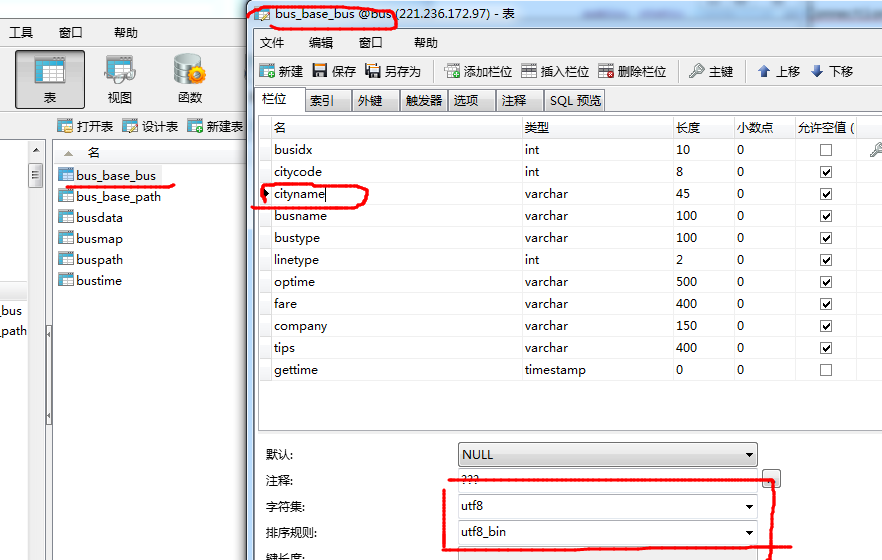 bus_base_bus @bus (221.236.172.97) - 表
工具 窗口 帮助
文件 编辑 窗口 帮助
表 视图 函数
新建 保存 另存为 添加栏位 插入栏位 删除栏位 主键 上移 下移
栏位 索引 外键 触发器 选项 注释 SQL 预览
打开表 设计表 新建表
名
bus_base_bus
bus_base_path
busdata
busmap
buspath
bustime
_bus
_path
名 类型 长度 小数点 允许空值 (
busidx int 10 0
citycode int 8 0
cityname varchar 45 0
busname varchar 100 0
bustype varchar 100 0
linetype int 2 0
optime varchar 500 0
fare varchar 400 0
company varchar 150 0
tips varchar 400 0
gettime timestamp 0 0
默认: NULL
注释: ???
字符集: utf8
排序规则: utf8_bin
键长度: